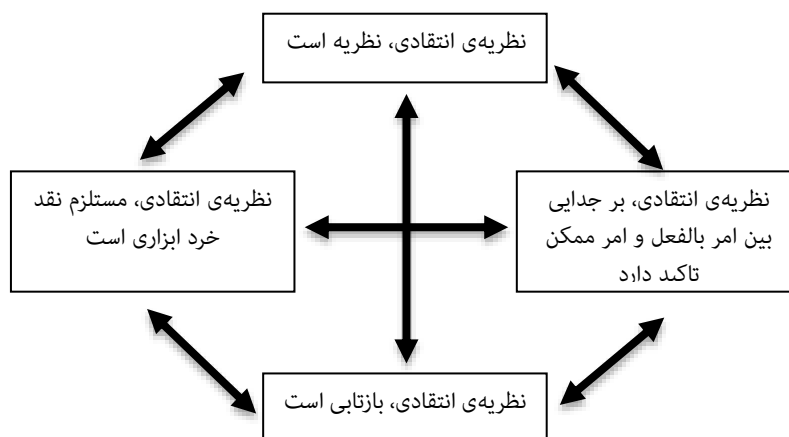 نظریه‌ی انتقادی، نظریه است
نظریه‌ی انتقادی، بر جدایی
بین امر بالفعل و امر ممکن
تاکید دارد
نظریه‌ی انتقادی، مستلزم نقد
خرد ابزاری است
نظریه‌ی انتقادی، بازتابی است